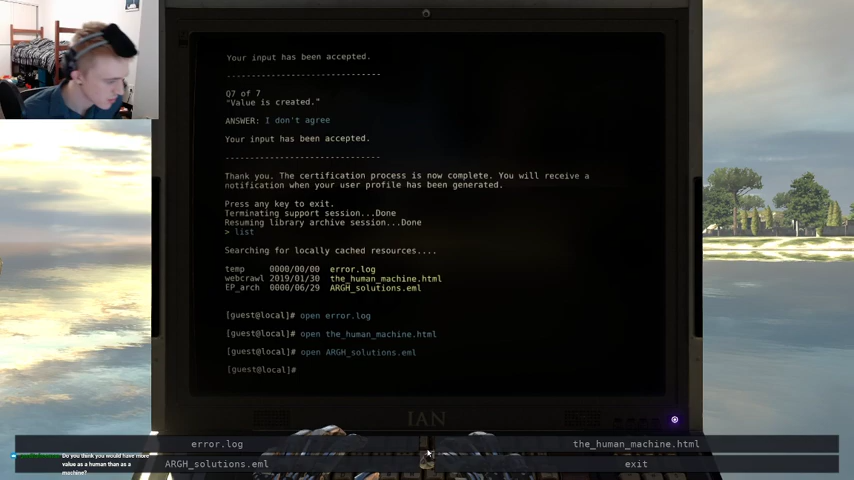 Your input has been accepted.
-------------------------------
Q7 of 7
"Value is created."
ANSWER: I don't agree
Your input has been accepted.
-------------------------------
Thank you. The certification process is now complete. You will receive a
notification when your user profile has been generated.
Press any key to exit.
Terminating support session...Done
Resuming library archive session...Done
> list
Searching for locally cached resources....
temp 0000/00/00 error.log
webcrawl 2019/01/30 the_human_machine.html
EP_arch 0000/06/29 ARGH_solutions.eml
[guest@local]# open error.log
[guest@local]# open the_human_machine.html
[guest@local]# open ARGH_solutions.eml
[guest@local]#
IAN
error.log the_human_machine.html
ARGH_solutions.eml exit
Do you think you would have more
value as a human than as a
machine?